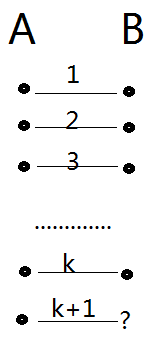 A B
1
2
3
.............
k
k+1 ?